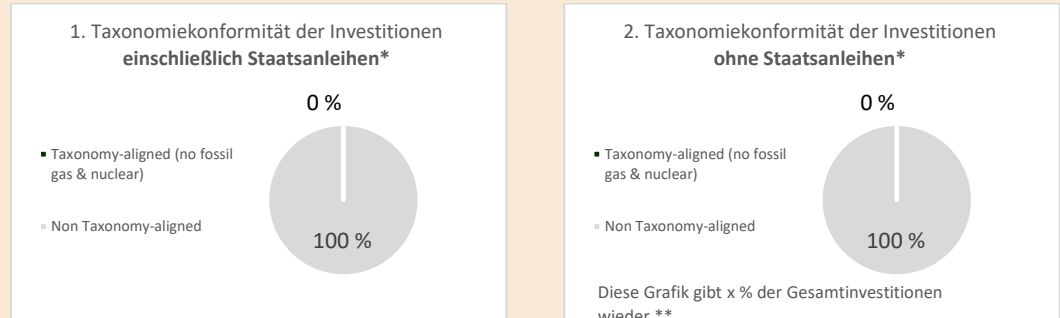 1. Taxonomiekonformität der Investitionen
einschließlich Staatsanleihen*
0 %
Taxonomy-aligned (no fossil
gas & nuclear)
Non Taxonomy-aligned
100 %
2. Taxonomiekonformität der Investitionen
ohne Staatsanleihen*
0 %
Taxonomy-aligned (no fossil
gas & nuclear)
Non Taxonomy-aligned
100 %
Diese Grafik gibt x % der Gesamtinvestitionen
wieder.**